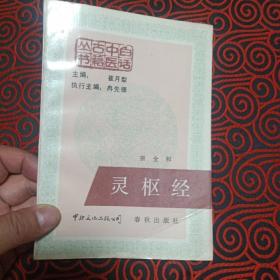 白话中医古籍丛书
主编：崔月犁
执行主编：冉先德
灵枢经
中外文化出版公司
春秋出版社